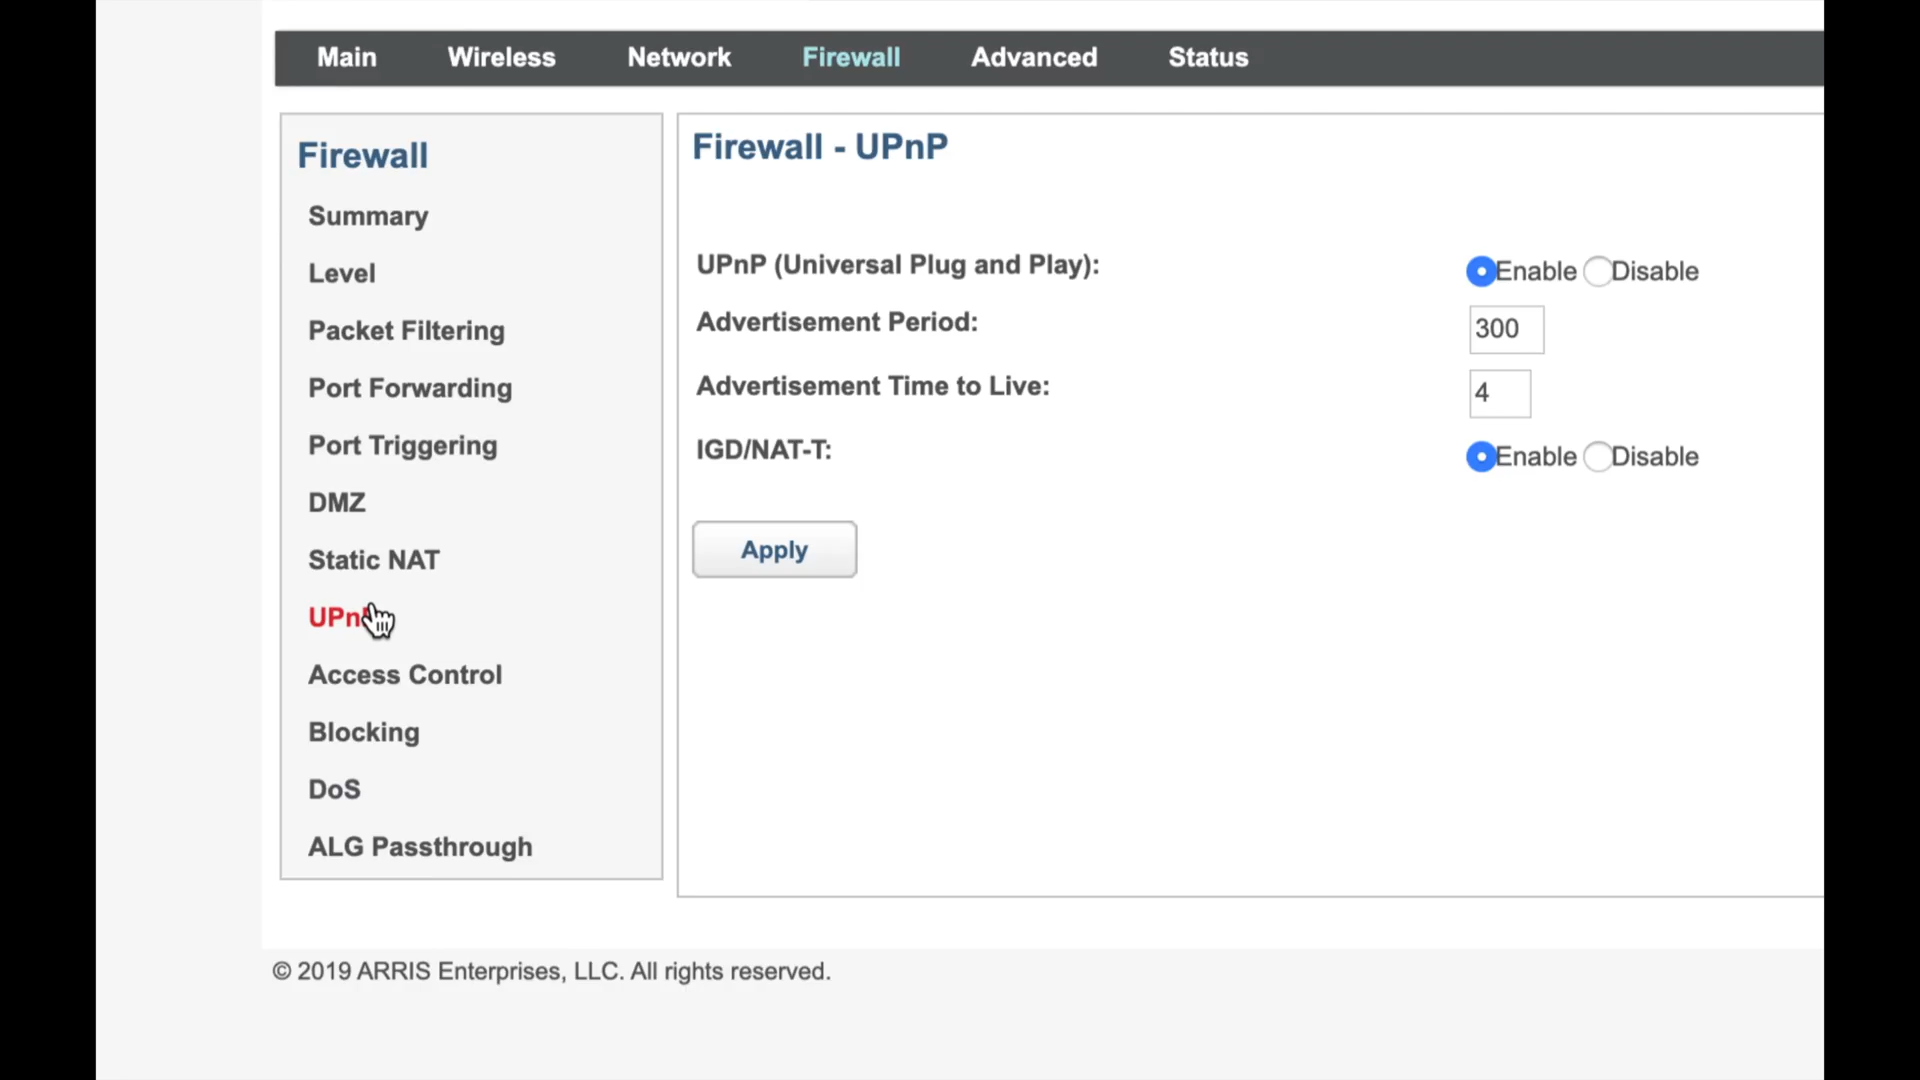 Main Wireless Network Firewall Advanced Status
Firewall
Summary
Level
Packet Filtering
Port Forwarding
Port Triggering
DMZ
Static NAT
UPn
Access Control
Blocking
DoS
ALG Passthrough
Firewall - UPnP
UPnP (Universal Plug and Play): Enable Disable
Advertisement Period: 300
Advertisement Time to Live: 4
IGD/NAT-T: Enable Disable
Apply
© 2019 ARRIS Enterprises, LLC. All rights reserved.